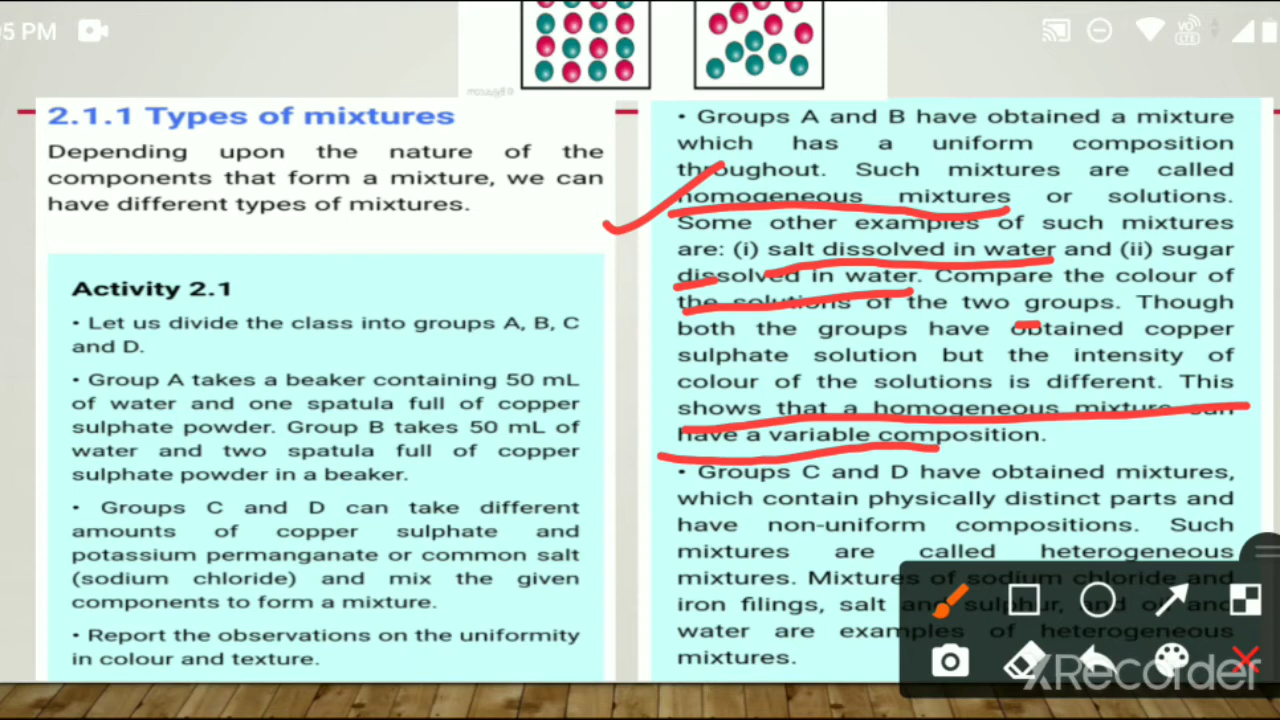 5 PM
VO
LTE
2.1.1 Types of mixtures
Depending upon the nature of the
components that form a mixture, we can
have different types of mixtures.
Activity 2.1
• Let us divide the class into groups A, B, C
and D.
• Group A takes a beaker containing 50 mL
of water and one spatula full of copper
sulphate powder. Group B takes 50 mL of
water and two spatula full of copper
sulphate powder in a beaker.
• Groups C and D can take different
amounts of copper sulphate and
potassium permanganate or common salt
(sodium chloride) and mix the given
components to form a mixture.
• Report the observations on the uniformity
in colour and texture.
• Groups A and B have obtained a mixture
which has a uniform composition
throughout. Such mixtures are called
homogeneous mixtures or solutions.
Some other examples of such mixtures
are: (i) salt dissolved in water and (ii) sugar
dissolved in water. Compare the colour of
the solutions of the two groups. Though
both the groups have obtained copper
sulphate solution but the intensity of
colour of the solutions is different. This
shows that a homogeneous mixture can
have a variable composition.
• Groups C and D have obtained mixtures,
which contain physically distinct parts and
have non-uniform compositions. Such
mixtures are called heterogeneous
mixtures. Mixtures of sodium chloride and
iron filings, salt and sulphur, and oil and
water are examples of heterogeneous
mixtures.
XRecorder